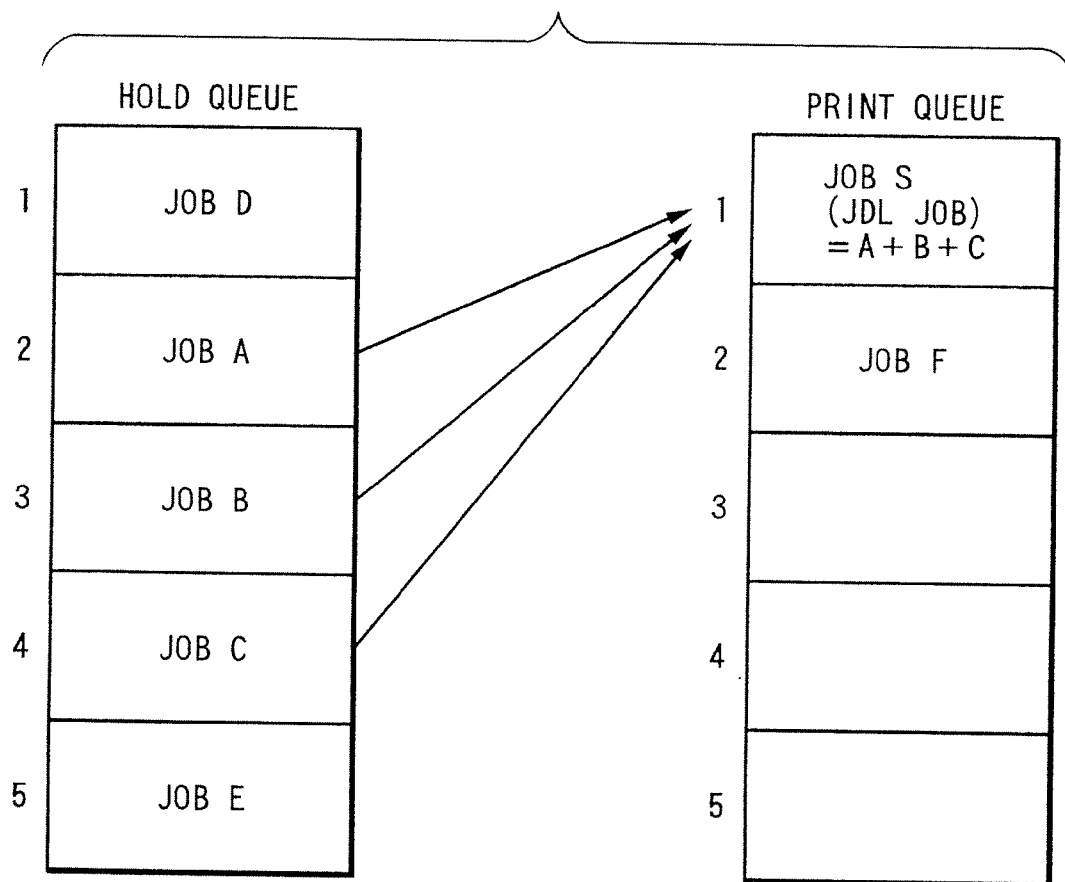 HOLD QUEUE
1 JOB D
2 JOB A
3 JOB B
4 JOB C
5 JOB E
PRINT QUEUE
1 JOB S
(JDL JOB)
= A + B + C
2 JOB F
3
4
5